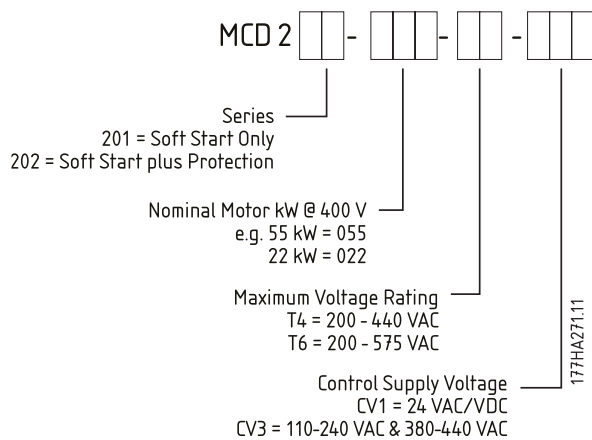 MCD 2 - - -
Series
201 = Soft Start Only
202 = Soft Start plus Protection
Nominal Motor kW @ 400 V
e.g. 55 kW = 055
22 kW = 022
Maximum Voltage Rating
T4 = 200 - 440 VAC
T6 = 200 - 575 VAC
Control Supply Voltage
CV1 = 24 VAC/VDC
CV3 = 110-240 VAC & 380-440 VAC
177HA271.11